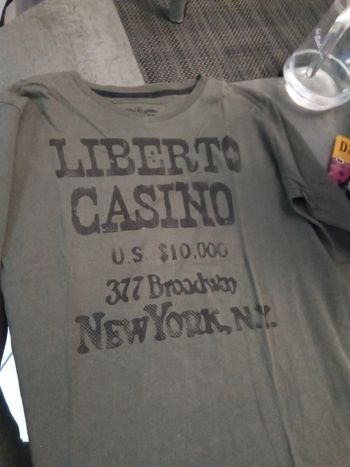 LIBERTO
CASINO
U.S. $10,000
377 Broadway
NEW YORK, N.Y.